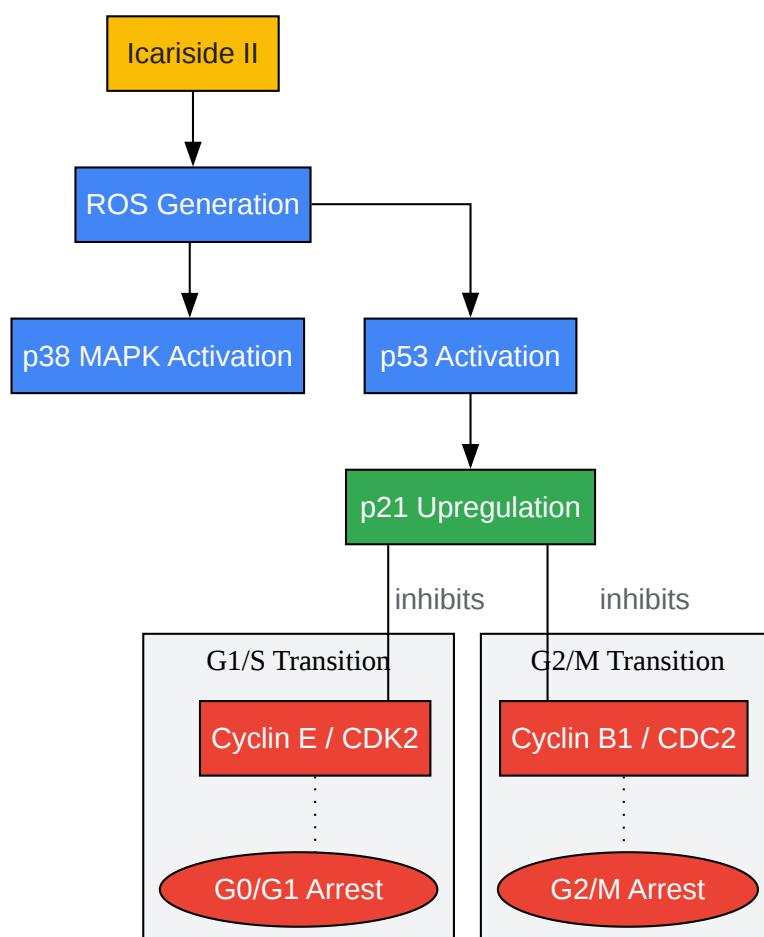 Icariside II
ROS Generation
p38 MAPK Activation
p53 Activation
p21 Upregulation
inhibits
inhibits
G1/S Transition
G2/M Transition
Cyclin E / CDK2
Cyclin B1 / CDC2
G0/G1 Arrest
G2/M Arrest